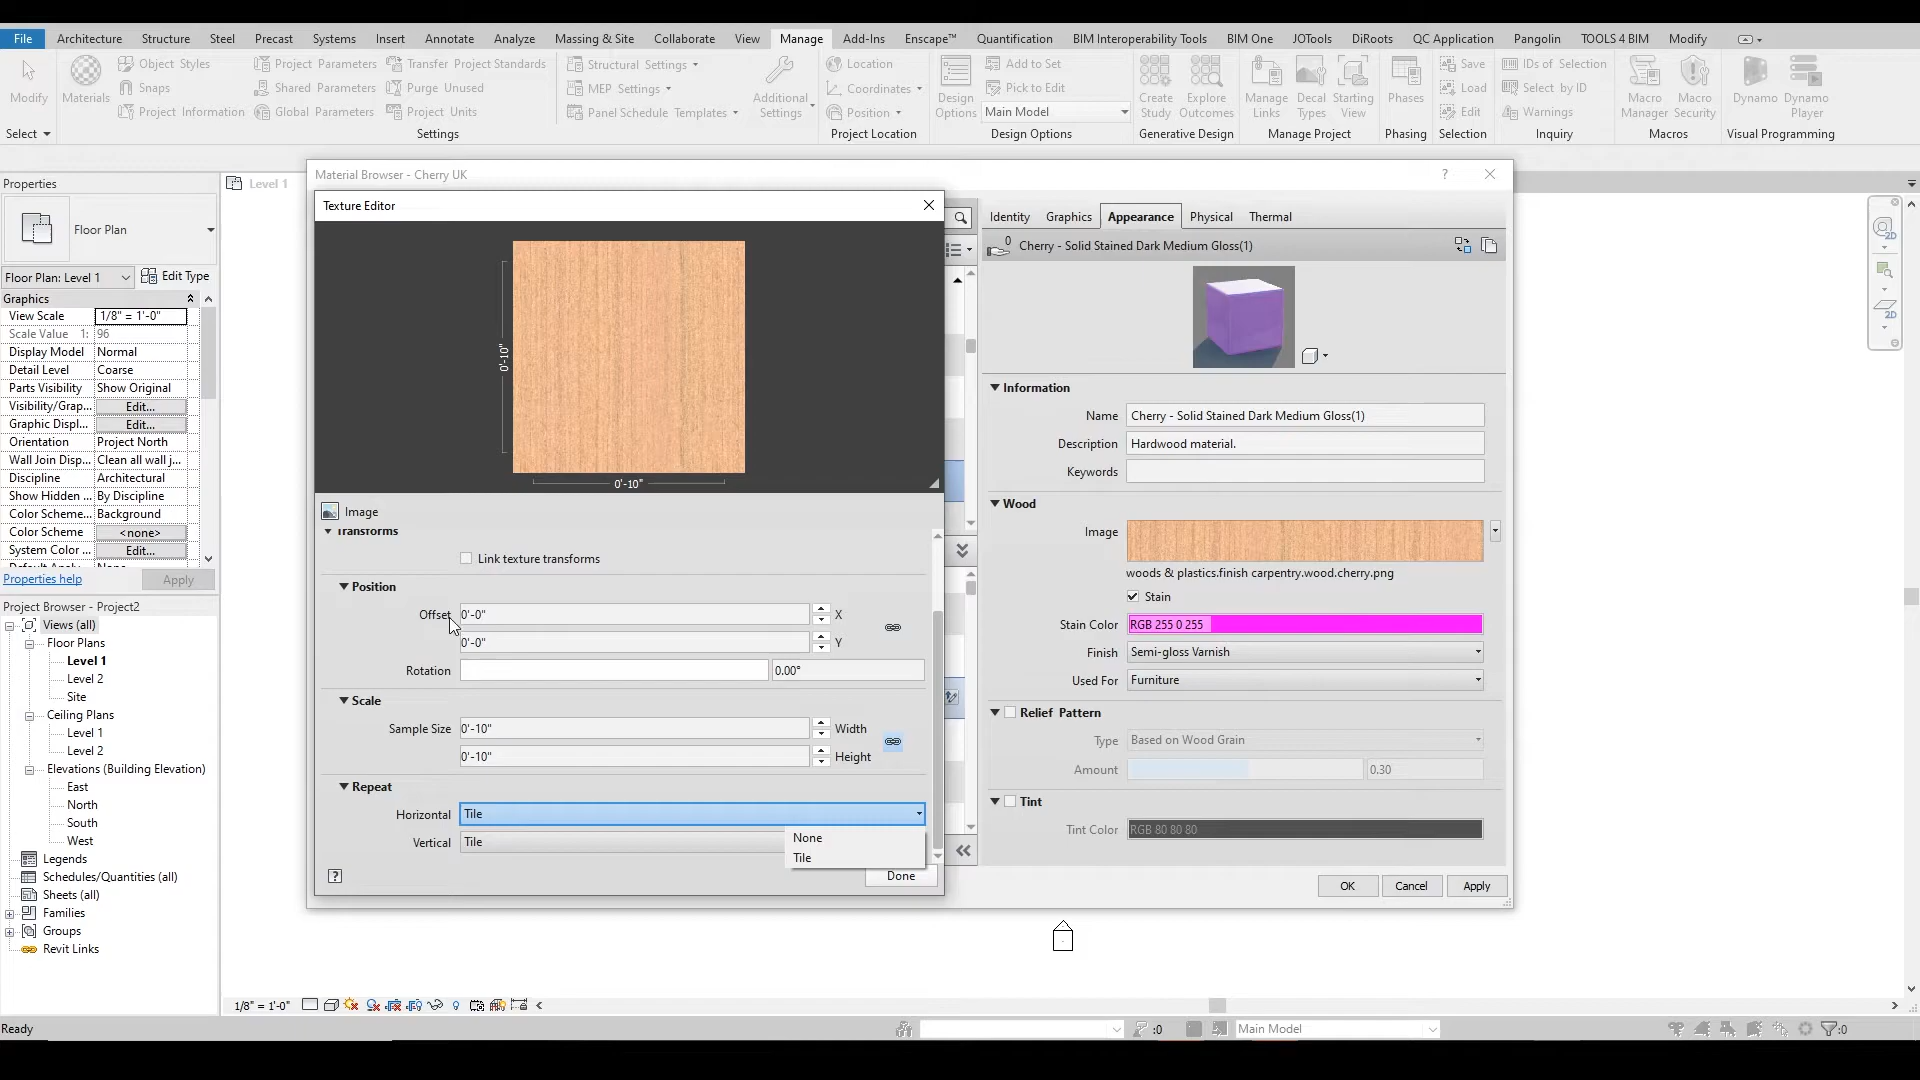 File Architecture Structure Steel Precast Systems Insert Annotate Analyze Massing & Site Collaborate View Manage Add-Ins Enscape™ Quantification BIM Interoperability Tools BIM One JOTools DiRoots QC Application Pangolin TOOLS 4 BIM Modify
Object Styles Project Parameters Transfer Project Standards Structural Settings Location Add to Set Save IDs of Selection
Snaps Shared Parameters Purge Unused MEP Settings Coordinates Pick to Edit Load Select by ID
Project Information Global Parameters Project Units Panel Schedule Templates Position Main Model Edit Warnings
Modify Materials Additional Settings Design Options Create Study Explore Outcomes Manage Links Decal Types Starting View Phases Macro Manager Macro Security Dynamo Dynamo Player
Select Settings Project Location Design Options Generative Design Manage Project Phasing Selection Inquiry Macros Visual Programming
Properties
Floor Plan
Floor Plan: Level 1 Edit Type
Graphics
View Scale 1/8" = 1'-0"
Scale Value 1: 96
Display Model Normal
Detail Level Coarse
Parts Visibility Show Original
Visibility/Grap... Edit...
Graphic Displ... Edit...
Orientation Project North
Wall Join Disp... Clean all wall j...
Discipline Architectural
Show Hidden ... By Discipline
Color Scheme... Background
Color Scheme <none>
System Color ... Edit...
Properties help Apply
Project Browser - Project2
Views (all)
Floor Plans
Level 1
Level 2
Site
Ceiling Plans
Level 1
Level 2
Elevations (Building Elevation)
East
North
South
West
Legends
Schedules/Quantities (all)
Sheets (all)
Families
Groups
Revit Links
Level 1
Material Browser - Cherry UK
? 
Texture Editor
0'-10"
0'-10"
Image
Transforms
Link texture transforms
Position
Offset 0'-0" X
0'-0" Y
Rotation 0.00°
Scale
Sample Size 0'-10" Width
0'-10" Height
Repeat
Horizontal Tile
Vertical Tile
None
Tile
? Done
Identity Graphics Appearance Physical Thermal
0 Cherry - Solid Stained Dark Medium Gloss(1)
Information
Name Cherry - Solid Stained Dark Medium Gloss(1)
Description Hardwood material.
Keywords
Wood
Image
woods & plastics.finish carpentry.wood.cherry.png
Stain
Stain Color RGB 255 0 255
Finish Semi-gloss Varnish
Used For Furniture
Relief Pattern
Type Based on Wood Grain
Amount 0.30
Tint
Tint Color RGB 80 80 80
OK Cancel Apply
2D
2D
1/8" = 1'-0"
Ready :0 Main Model :0